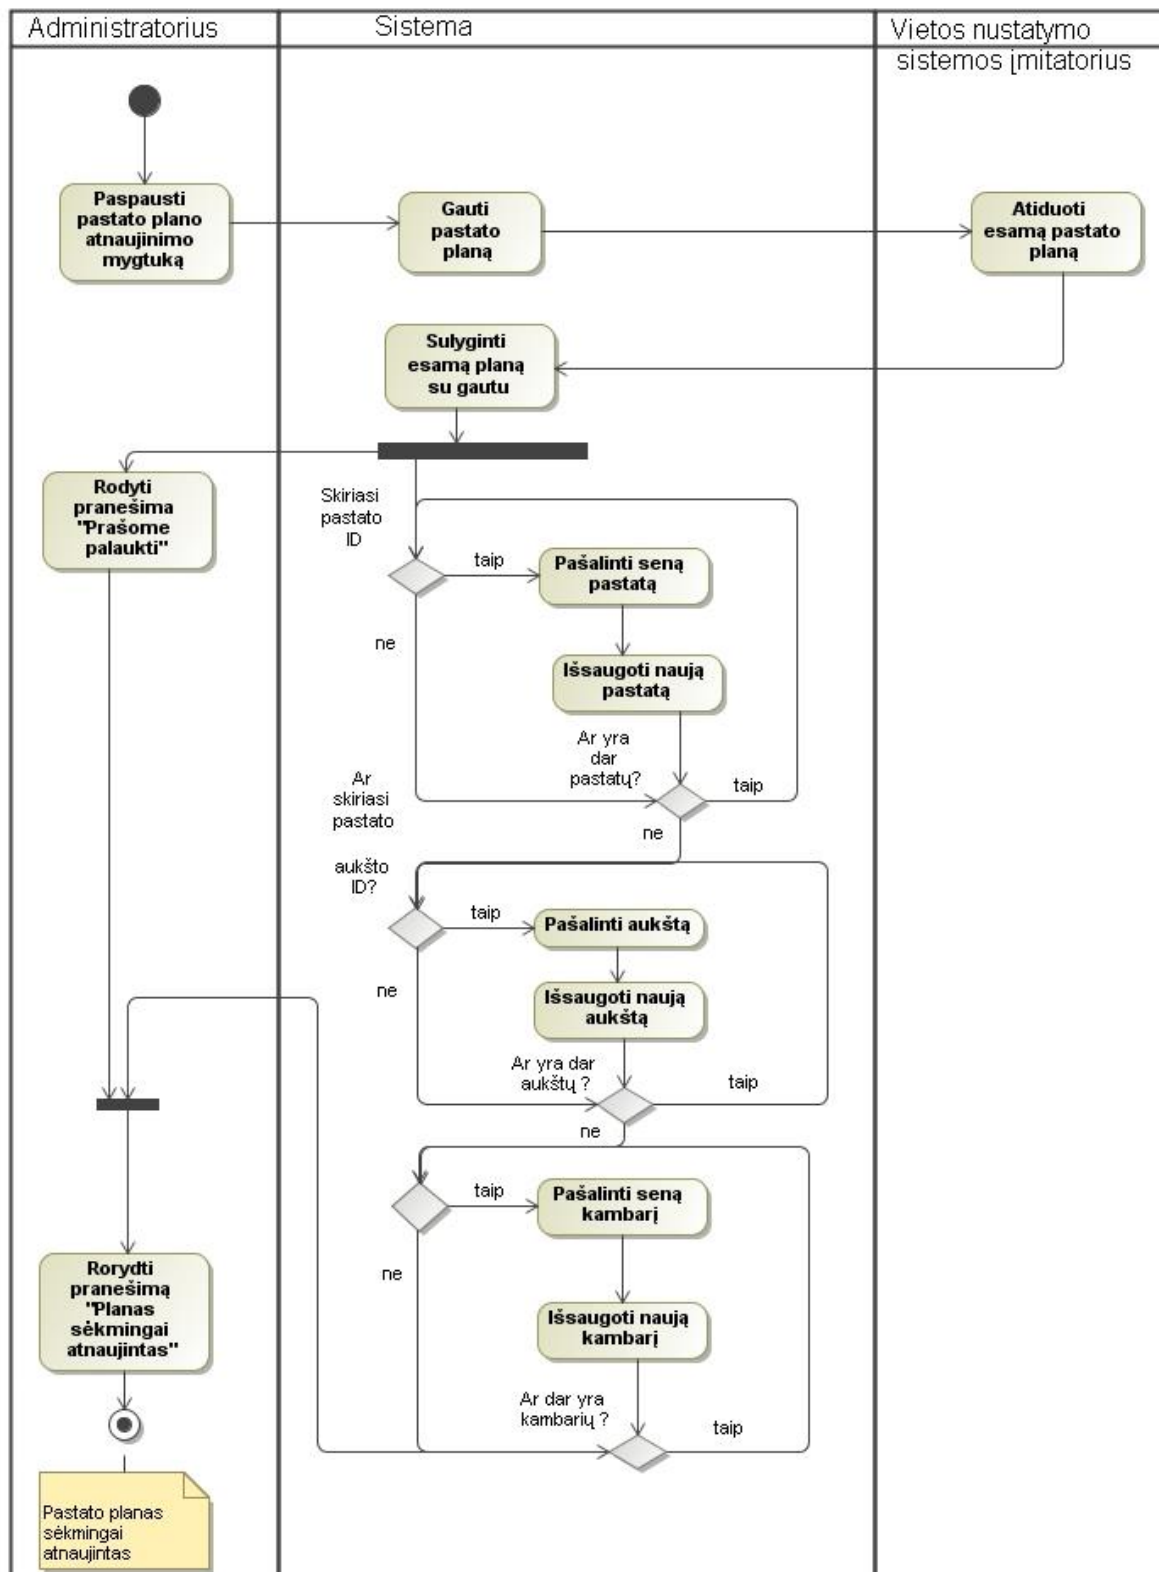 Administratorius
Sistema
Vietos nustatymo
sistemos įmitatorius
Paspausti
pastato plano
atnaujinimo
mygtuką
Gauti
pastato
planą
Atiduoti
esamą pastato
planą
Sulyginti
esamą planą
su gautu
Rodyti
pranešima
"Prašome
palaukti"
Skiriasi
pastato
ID
taip
Pašalinti seną
pastatą
ne
Išsaugoti naują
pastatą
Ar yra
dar
pastatų?
taip
ne
Ar
skiriasi
pastato
aukšto
ID?
taip
Pašalinti aukštą
ne
Išsaugoti naują
aukštą
Ar yra dar
aukštų ?
taip
ne
taip
Pašalinti seną
kambarį
ne
Išsaugoti naują
kambarį
Ar dar yra
kambarių ?
taip
Rorydti
pranešimą
"Planas
sėkmingai
atnaujintas"
Pastato planas
sėkmingai
atnaujintas